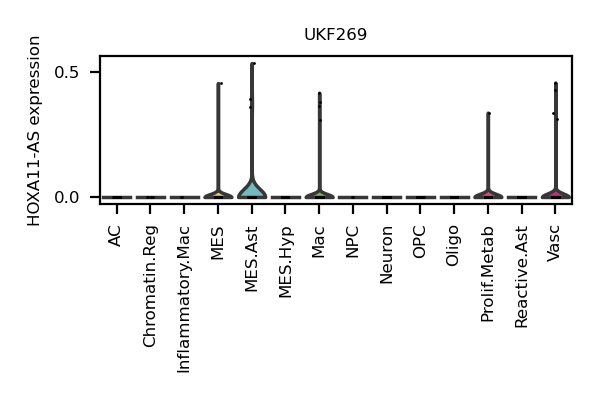 UKF269
HOXA11-AS expression
0.5
0.0
AC
Chromatin.Reg
Inflammatory.Mac
MES
MES.Ast
MES.Hyp
Mac
NPC
Neuron
OPC
Oligo
Prolif.Metab
Reactive.Ast
Vasc